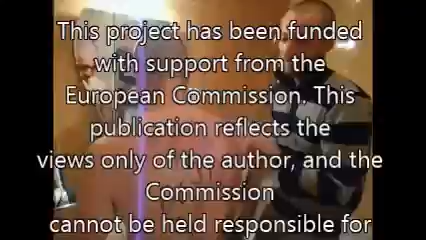 This project has been funded
with support from the
European Commission. This
publication reflects the
views only of the author, and the
Commission
cannot be held responsible for